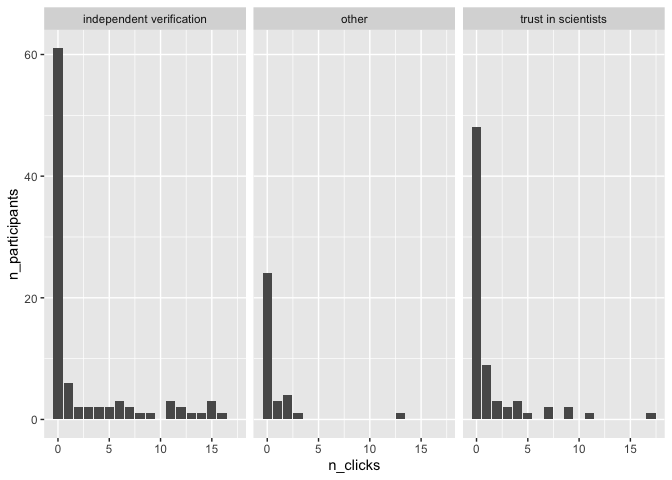 independent verification
other
trust in scientists
n_participants
60
40
20
0
0 5 10 15
0 5 10 15
0 5 10 15
n_clicks